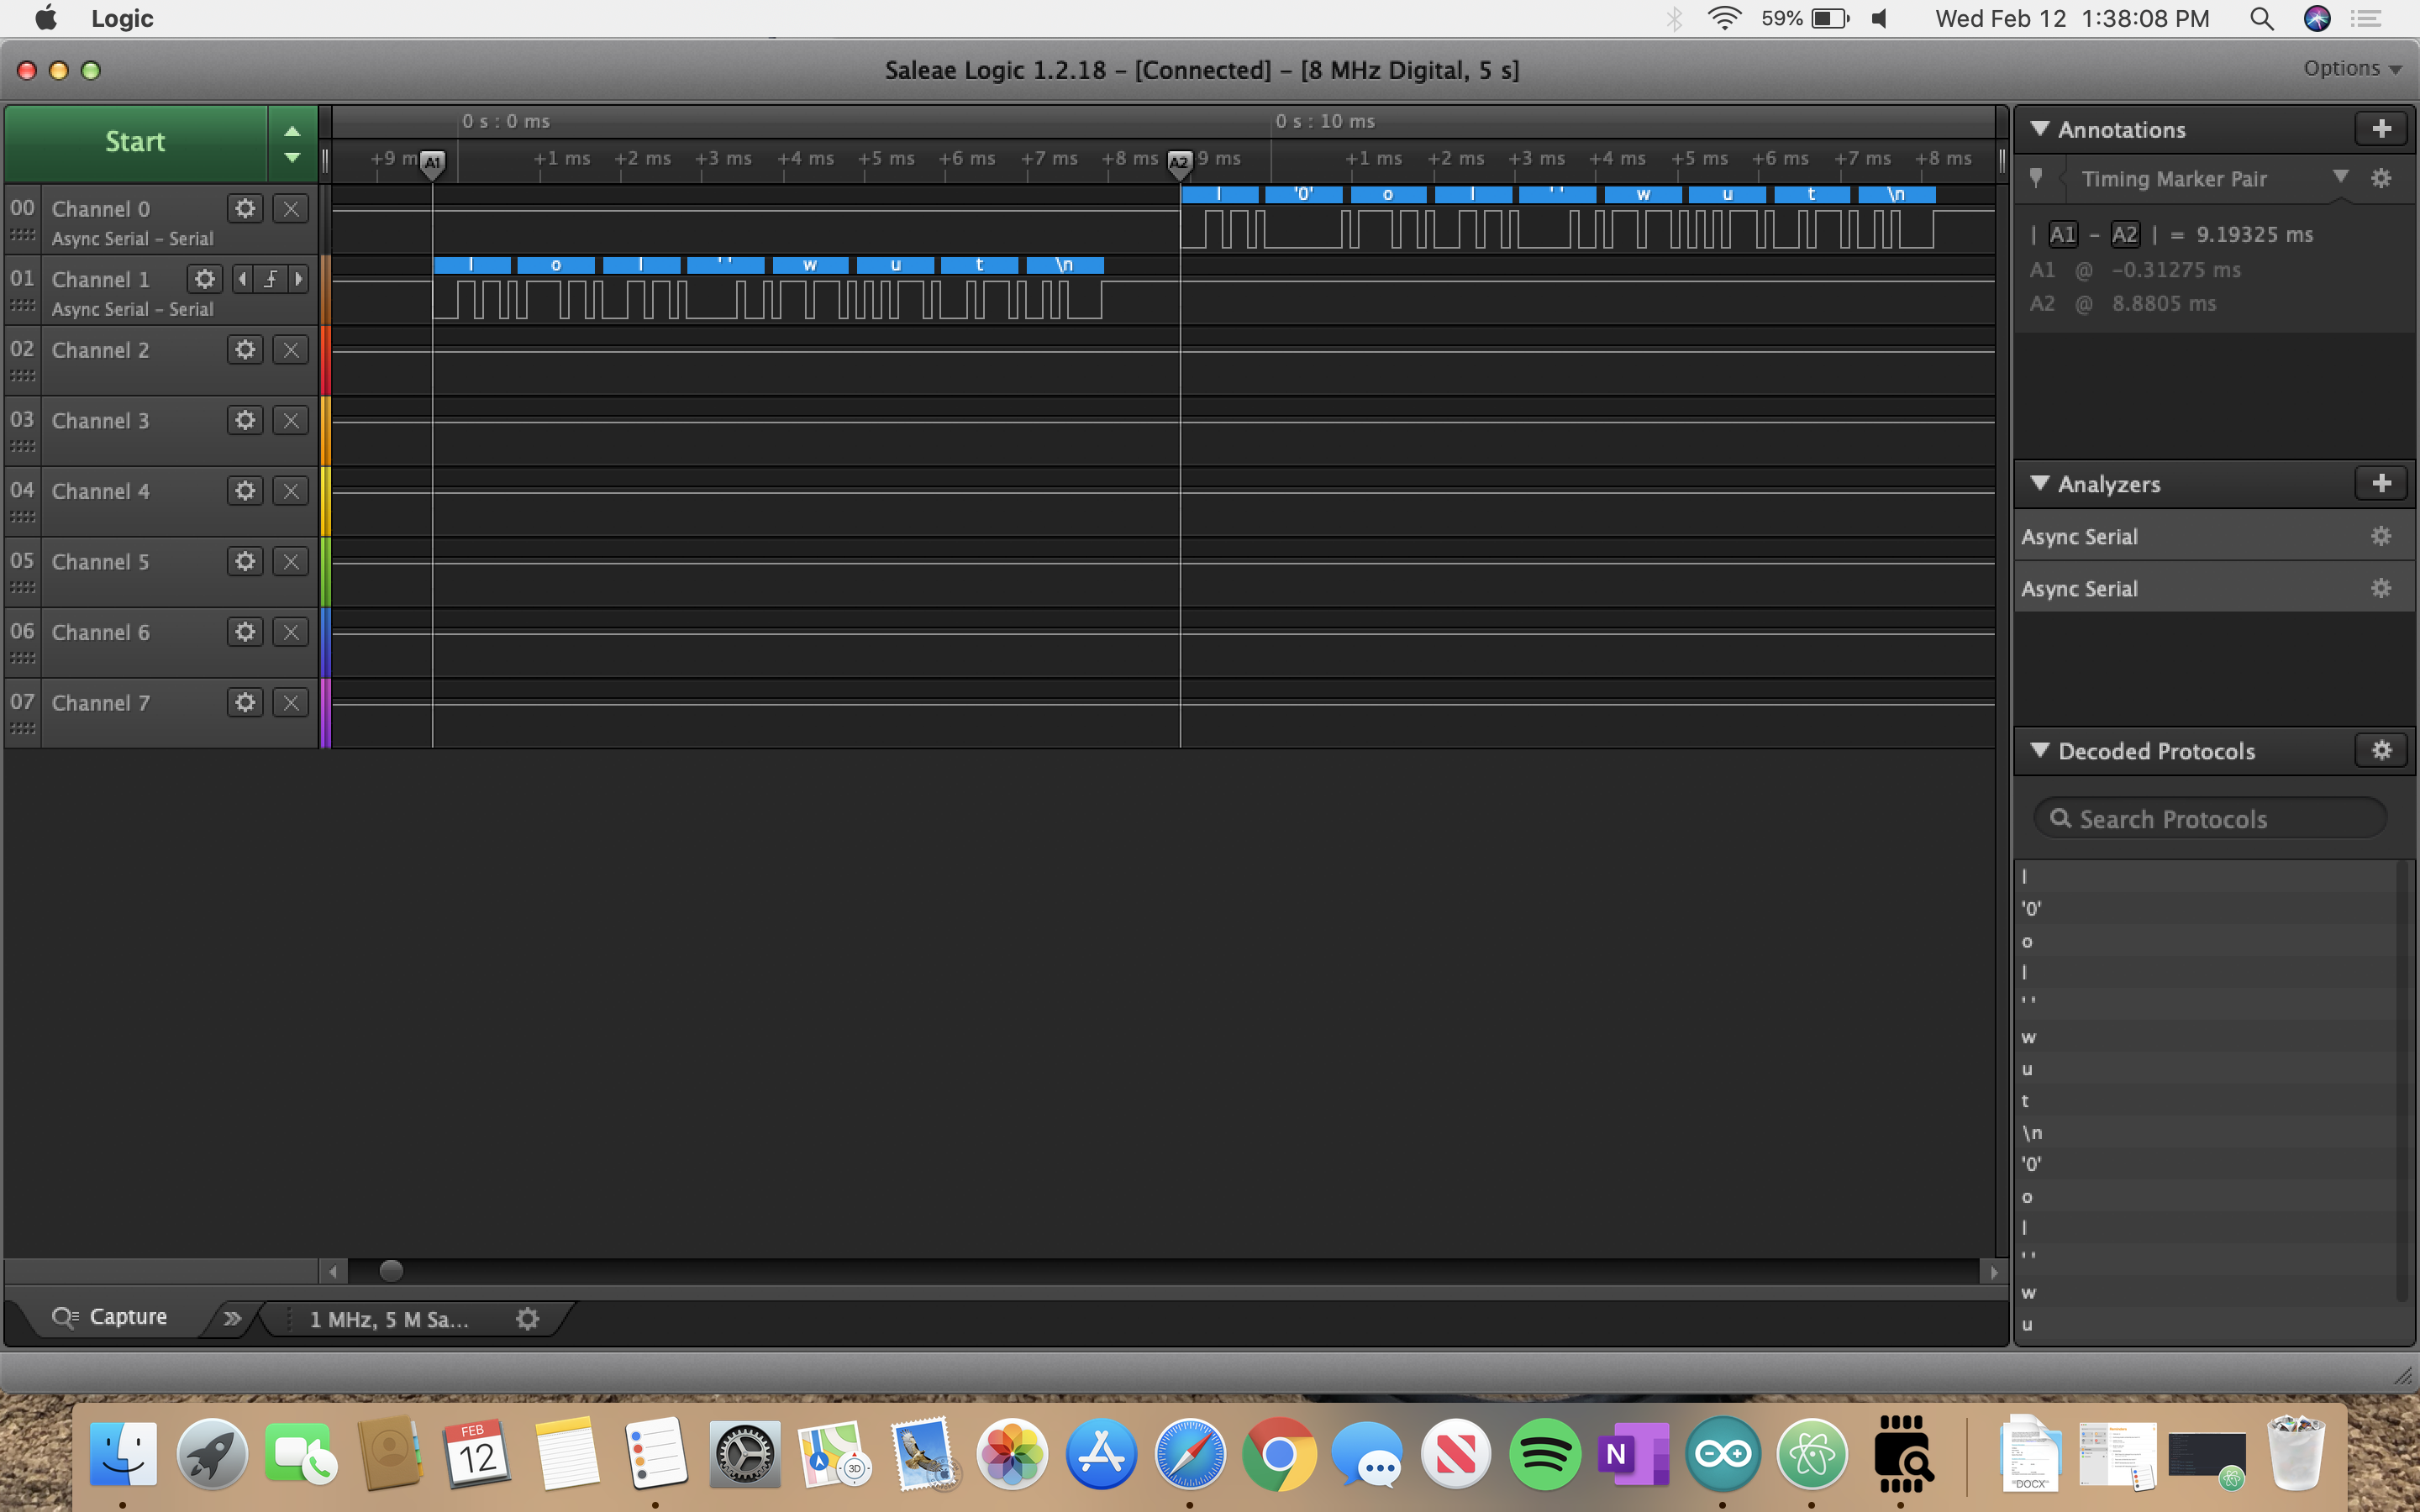 Logic
59%
Wed Feb 12 1:38:08 PM
Saleae Logic 1.2.18 – [Connected] – [8 MHz Digital, 5 s]
Options
Start
0 s : 0 ms
0 s : 10 ms
+9 m
A1
+1 ms
+2 ms
+3 ms
+4 ms
+5 ms
+6 ms
+7 ms
+8 ms
A2
9 ms
+1 ms
+2 ms
+3 ms
+4 ms
+5 ms
+6 ms
+7 ms
+8 ms
00
Channel 0
Async Serial – Serial
l '0' o l ' ' w u t \n
01
Channel 1
Async Serial – Serial
l o l ' ' w u t \n
02
Channel 2
03
Channel 3
04
Channel 4
05
Channel 5
06
Channel 6
07
Channel 7
Annotations
Timing Marker Pair
| A1 – A2 | = 9.19325 ms
A1 @ -0.31275 ms
A2 @ 8.8805 ms
Analyzers
Async Serial
Async Serial
Decoded Protocols
Search Protocols
l
'0'
o
l
' '
w
u
t
\n
'0'
o
l
' '
w
u
Capture
1 MHz, 5 M Sa...
FEB
12
3D
N
DOCX